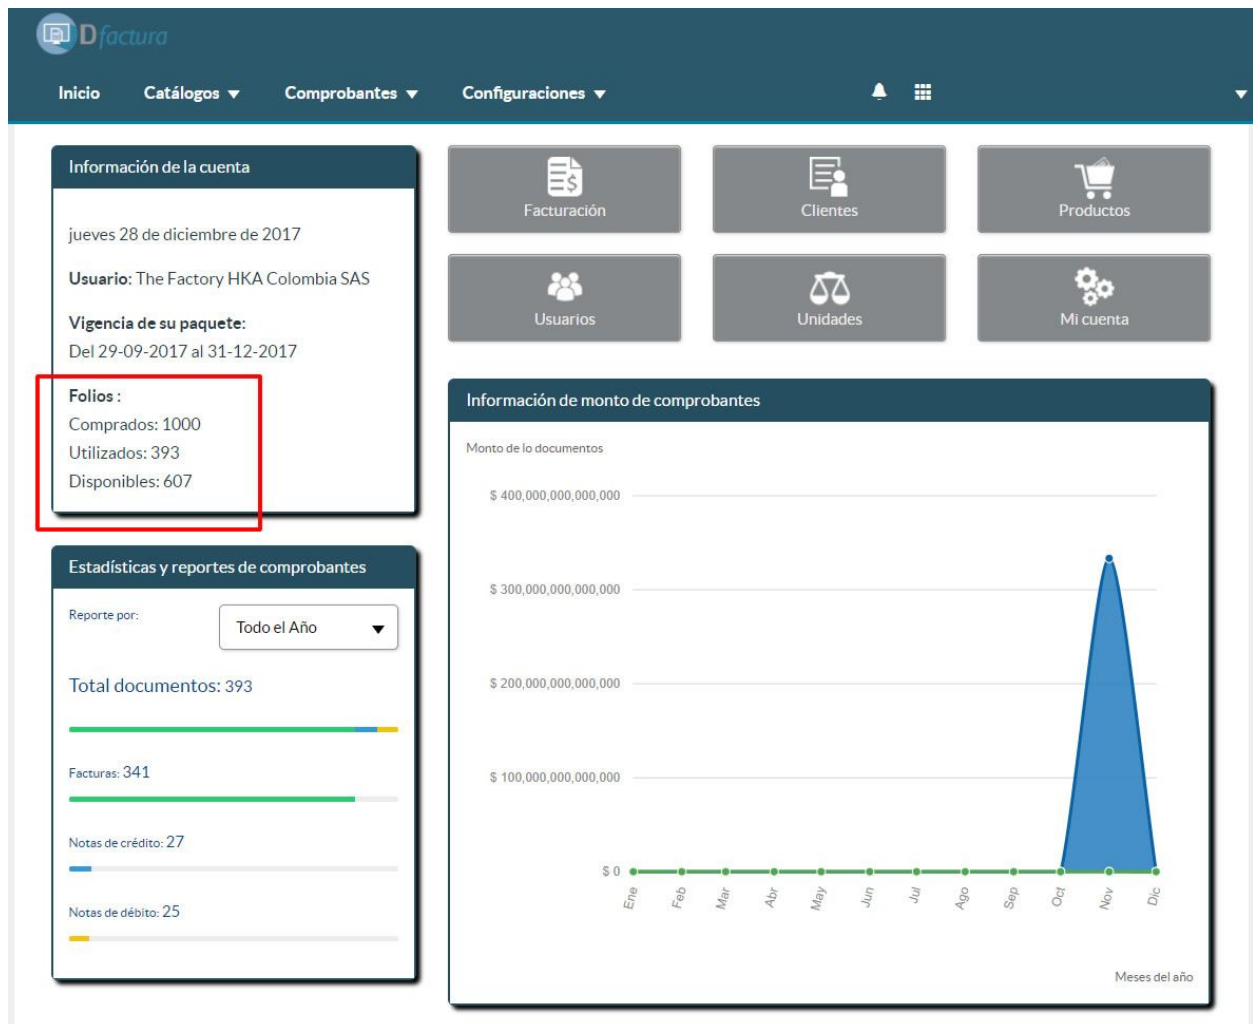 Dfactura
Inicio Catálogos Comprobantes Configuraciones
Información de la cuenta
jueves 28 de diciembre de 2017
Usuario: The Factory HKA Colombia SAS
Vigencia de su paquete:
Del 29-09-2017 al 31-12-2017
Folios :
Comprados: 1000
Utilizados: 393
Disponibles: 607
Facturación
Clientes
Productos
Usuarios
Unidades
Mi cuenta
Estadísticas y reportes de comprobantes
Reporte por:
Todo el Año
Total documentos: 393
Facturas: 341
Notas de crédito: 27
Notas de débito: 25
Información de monto de comprobantes
Monto de lo documentos
$ 400,000,000,000,000
$ 300,000,000,000,000
$ 200,000,000,000,000
$ 100,000,000,000,000
$ 0
Ene Feb Mar Abr May Jun Jul Ago Sep Oct Nov Dic
Meses del año